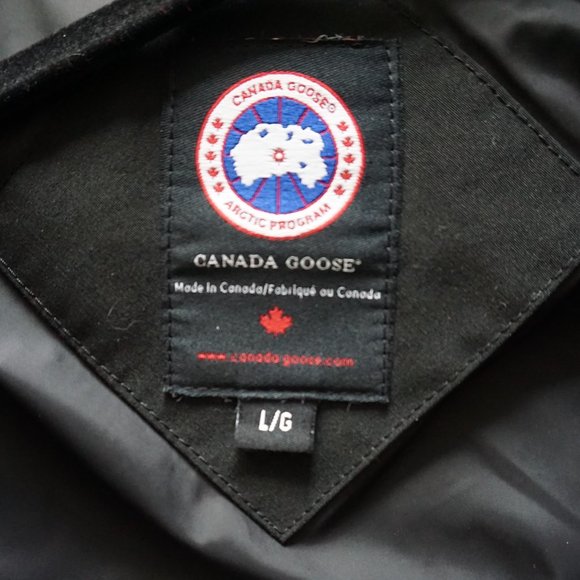 CANADA GOOSE®
ARCTIC PROGRAM
CANADA GOOSE®
Made in Canada/Fabriqué au Canada
www.canada-goose.com
L/G